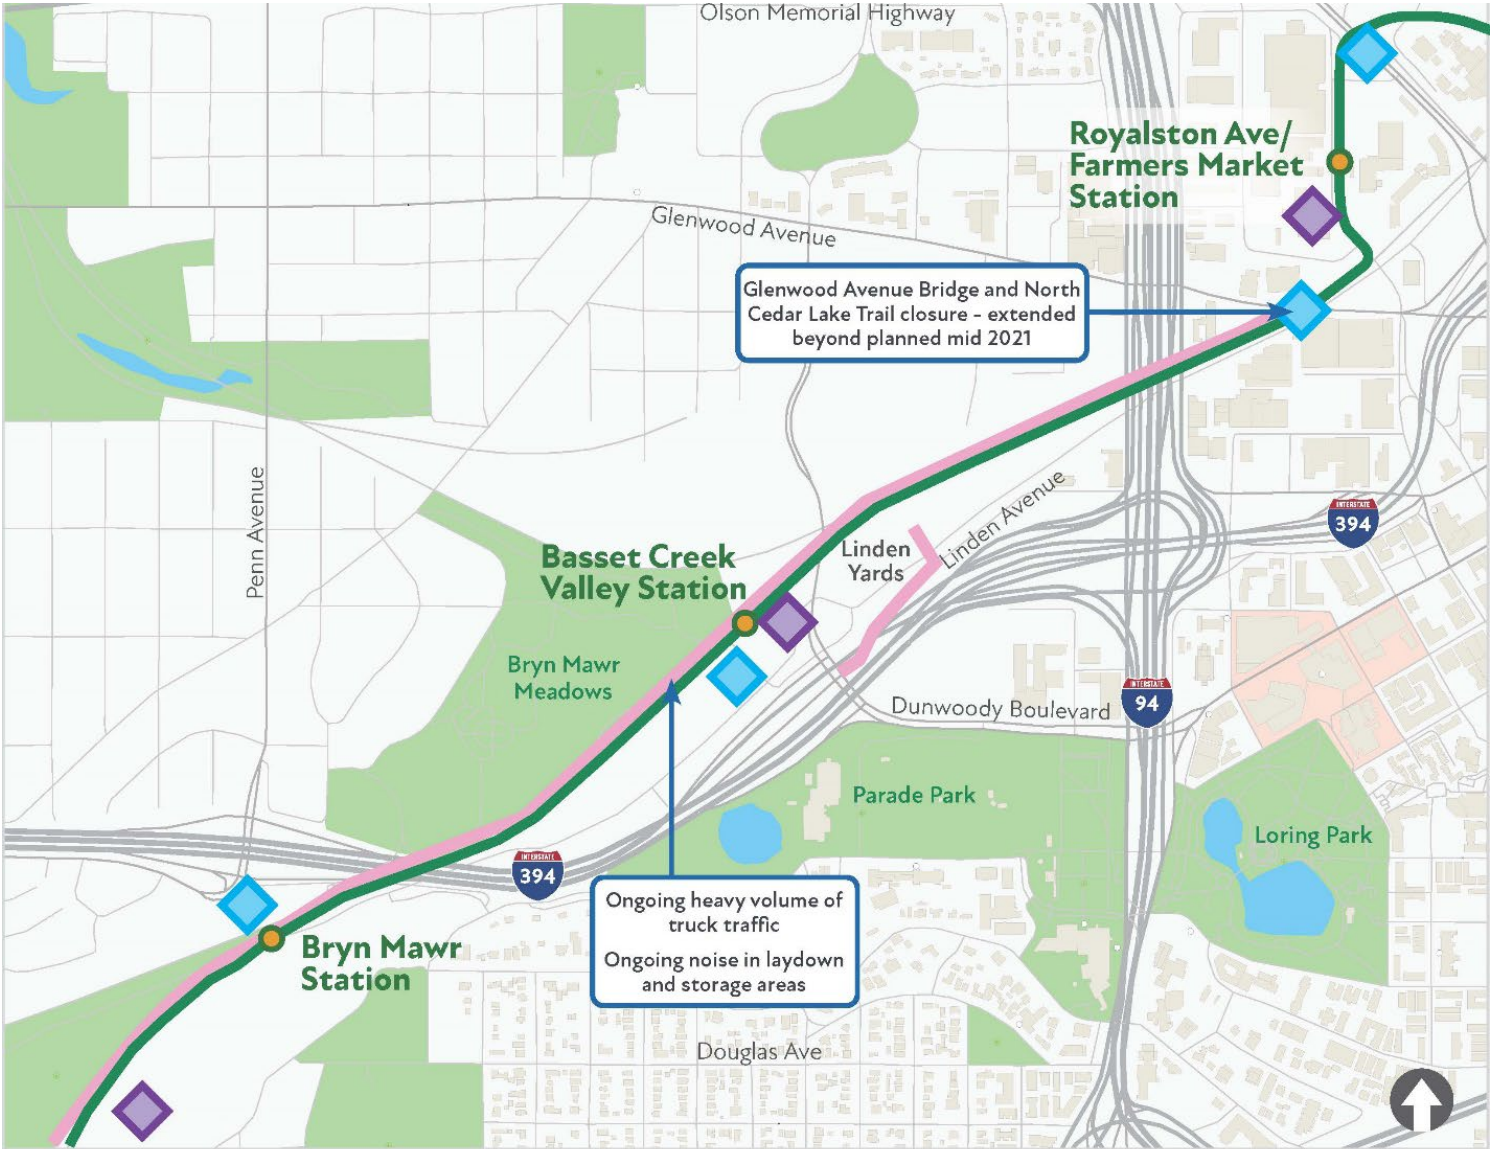 Olson Memorial Highway
Royalston Ave/
Farmers Market
Station
Glenwood Avenue
Glenwood Avenue Bridge and North
Cedar Lake Trail closure – extended
beyond planned mid 2021
Penn Avenue
Linden Avenue
INTERSTATE
394
Linden
Yards
Basset Creek
Valley Station
Bryn Mawr
Meadows
INTERSTATE
94
Dunwoody Boulevard
Parade Park
Loring Park
INTERSTATE
394
Ongoing heavy volume of
truck traffic
Ongoing noise in laydown
and storage areas
Bryn Mawr
Station
Douglas Ave